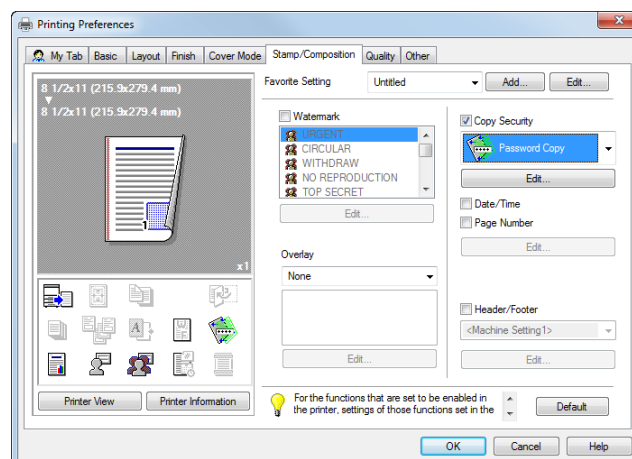 Printing Preferences
My Tab Basic Layout Finish Cover Mode Stamp/Composition Quality Other
8 1/2x11 (215.9x279.4 mm)
8 1/2x11 (215.9x279.4 mm)
1
x1
Favorite Setting Untitled Add... Edit...
Watermark
URGENT
CIRCULAR
WITHDRAW
NO REPRODUCTION
TOP SECRET
Edit...
Overlay
None
Edit...
Copy Security
Password Copy
Edit...
Date/Time
Page Number
Edit...
Header/Footer
<Machine Setting1>
Edit...
Printer View Printer Information
For the functions that are set to be enabled in
the printer, settings of those functions set in the
Default
OK Cancel Help